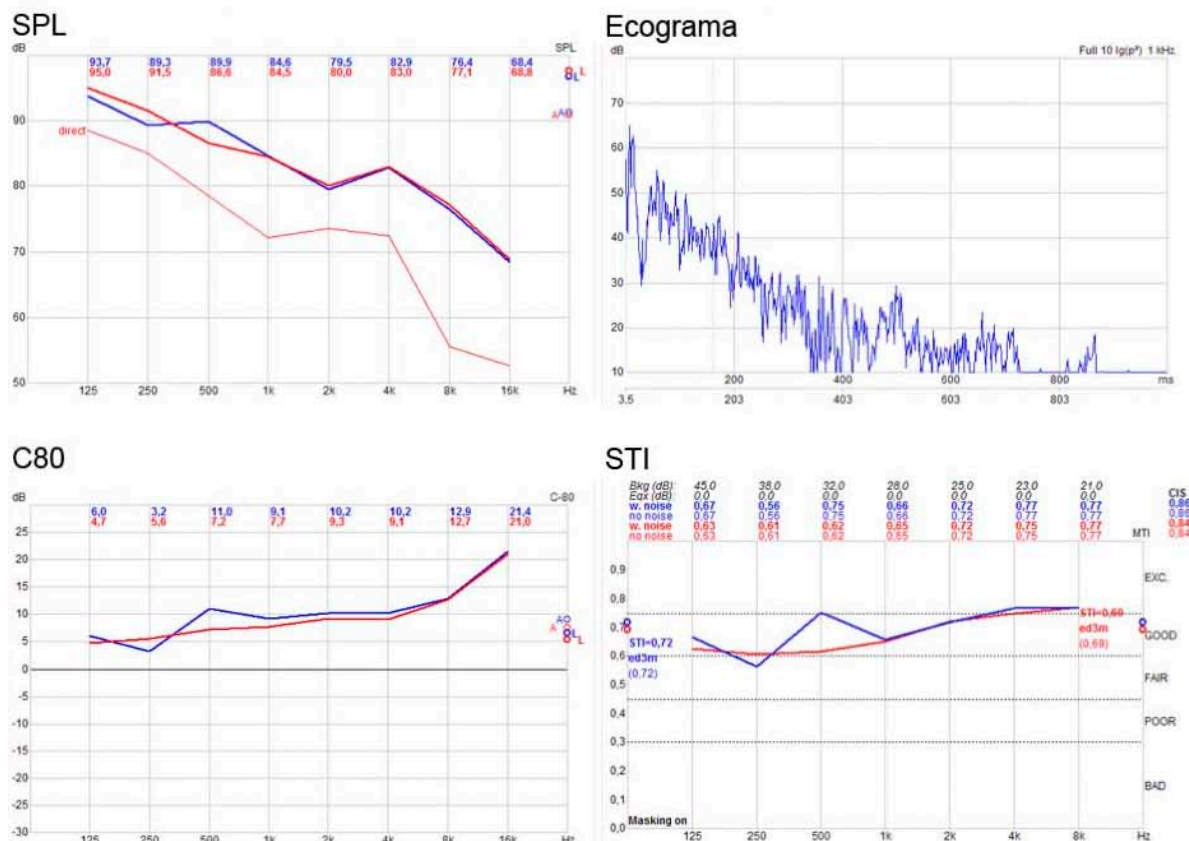 SPL
dB
SPL
93,7 89,3 89,9 84,6 79,5 82,9 76,4 68,4
95,0 91,5 86,6 84,5 80,0 83,0 77,1 68,8
L
L
90
A
A
direct
80
70
60
50
125 250 500 1k 2k 4k 8k 16k Hz
Ecograma
dB
Full 10 lg(p²) 1 kHz
70
60
50
40
30
20
10
200 400 600 800 ms
3.5 203 403 603 803
C80
dB
C-80
6,0 3,2 11,0 9,1 10,2 10,2 12,9 21,4
4,7 5,6 7,2 7,7 9,3 9,1 12,7 21,0
25
20
15
10
A
A
5
L
L
0
-5
-10
-15
-20
-25
-30
125 250 500 1k 2k 4k 8k 16k Hz
STI
Bkg (dB): 45,0 38,0 32,0 28,0 25,0 23,0 21,0
Eqx (dB): 0,0 0,0 0,0 0,0 0,0 0,0 0,0 CIS
w. noise 0,67 0,56 0,75 0,66 0,72 0,77 0,77 0,86
no noise 0,67 0,56 0,75 0,66 0,72 0,77 0,77 0,86
w. noise 0,63 0,61 0,62 0,65 0,72 0,75 0,77 0,84
no noise 0,63 0,61 0,62 0,65 0,72 0,75 0,77 MTI 0,84
0,9
EXC.
0,8
0,7
STI=0,69
ed3m
GOOD
STI=0,72
(0,69)
ed3m
0,6
(0,72)
FAIR
0,5
0,4
POOR
0,3
0,2
BAD
0,1
0,0
Masking on
125 250 500 1k 2k 4k 8k Hz